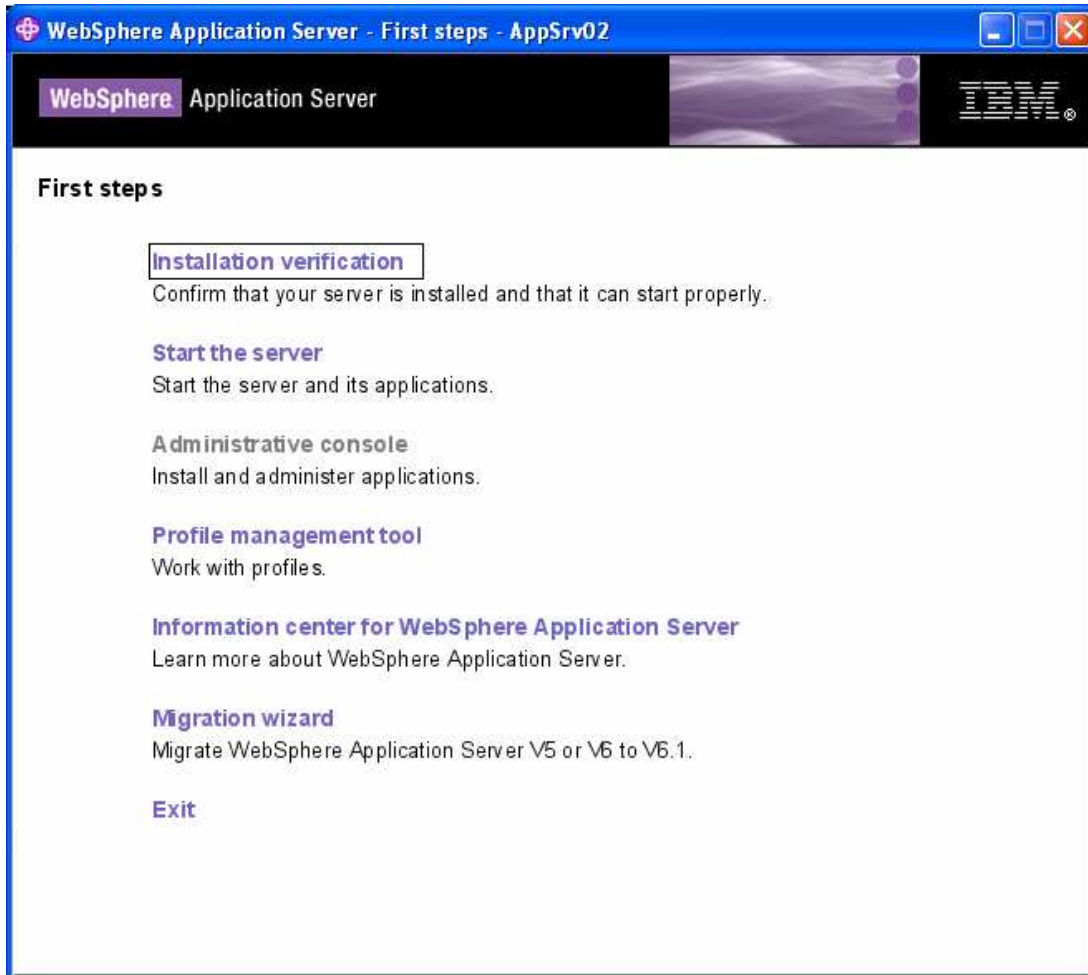 WebSphere Application Server - First steps - AppSrv02
WebSphere Application Server
IBM®
First steps
Installation verification
Confirm that your server is installed and that it can start properly.
Start the server
Start the server and its applications.
Administrative console
Install and administer applications.
Profile management tool
Work with profiles.
Information center for WebSphere Application Server
Learn more about WebSphere Application Server.
Migration wizard
Migrate WebSphere Application Server V5 or V6 to V6.1.
Exit